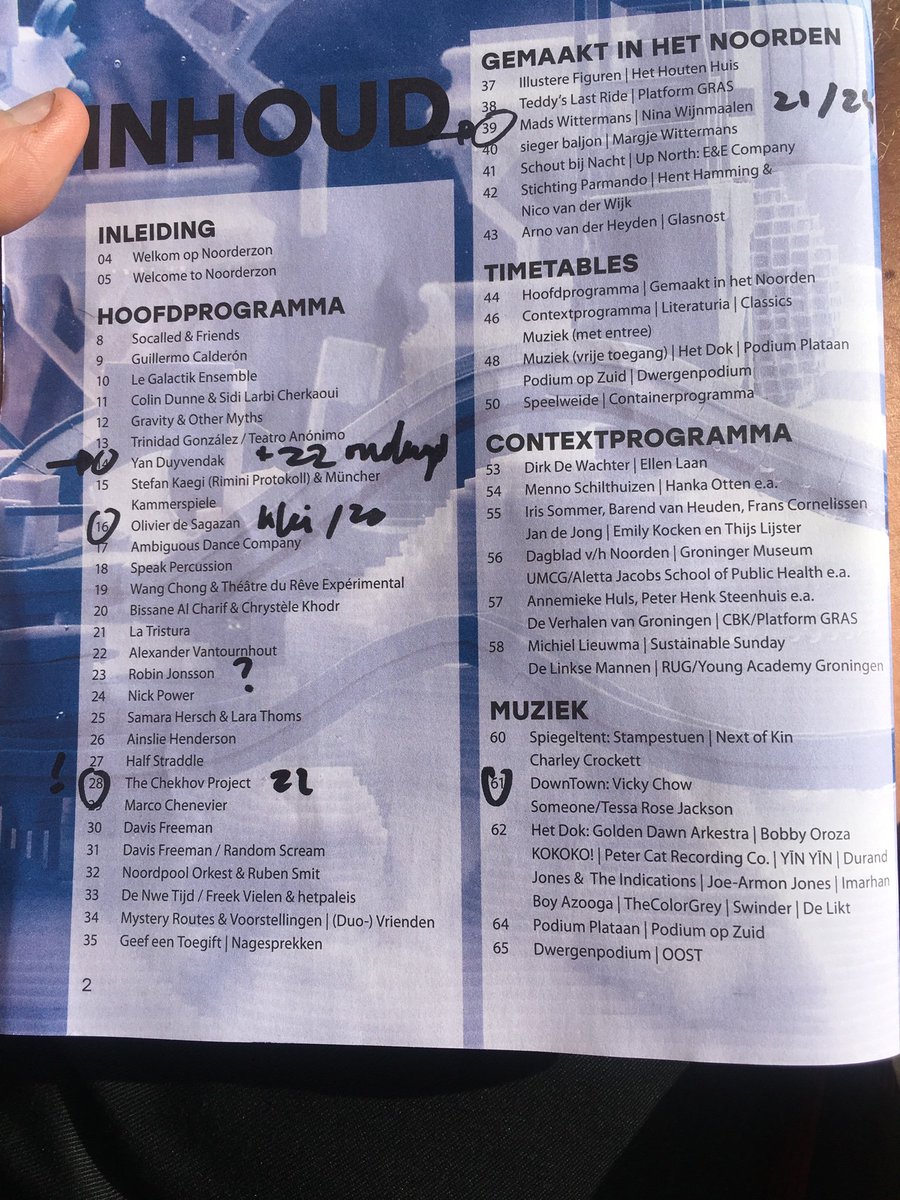 INHOUD
INLEIDING
04 Welkom op Noorderzon
05 Welcome to Noorderzon
HOOFDPROGRAMMA
8 Socalled & Friends
9 Guillermo Calderón
10 Le Galactik Ensemble
11 Colin Dunne & Sidi Larbi Cherkaoui
12 Gravity & Other Myths
13 Trinidad González / Teatro Anónimo
14 Yan Duyvendak + 22
15 Stefan Kaegi (Rimini Protokoll) & Müncher
Kammerspiele
16 Olivier de Sagazan klei /20
17 Ambiguous Dance Company
18 Speak Percussion
19 Wang Chong & Théâtre du Rêve Expérimental
20 Bissane Al Charif & Chrystèle Khodr
21 La Tristura
22 Alexander Vantournhout
23 Robin Jonsson ?
24 Nick Power
25 Samara Hersch & Lara Thoms
26 Ainslie Henderson
27 Half Straddle
! 28 The Chekhov Project 22
29 Marco Chenevier
30 Davis Freeman
31 Davis Freeman / Random Scream
32 Noordpool Orkest & Ruben Smit
33 De Nwe Tijd / Freek Vielen & hetpaleis
34 Mystery Routes & Voorstellingen | (Duo-) Vrienden
35 Geef een Toegift | Nagesprekken
2
GEMAAKT IN HET NOORDEN
37 Illustere Figuren | Het Houten Huis
38 Teddy's Last Ride | Platform GRAS
39 Mads Wittermans | Nina Wijnmaalen 21/24
40 sieger baljon | Margje Wittermans
41 Schout bij Nacht | Up North: E&E Company
42 Stichting Parmando | Hent Hamming &
Nico van der Wijk
43 Arno van der Heyden | Glasnost
TIMETABLES
44 Hoofdprogramma | Gemaakt in het Noorden
46 Contextprogramma | Literaturia | Classics
Muziek (met entree)
48 Muziek (vrije toegang) | Het Dok | Podium Plataan
Podium op Zuid | Dwergenpodium
50 Speelweide | Containerprogramma
CONTEXTPROGRAMMA
53 Dirk De Wachter | Ellen Laan
54 Menno Schilthuizen | Hanka Otten e.a.
55 Iris Sommer, Barend van Heuden, Frans Cornelissen
Jan de Jong | Emily Kocken en Thijs Lijster
56 Dagblad v/h Noorden | Groninger Museum
UMCG/Aletta Jacobs School of Public Health e.a.
57 Annemieke Huls, Peter Henk Steenhuis e.a.
De Verhalen van Groningen | CBK/Platform GRAS
58 Michiel Lieuwma | Sustainable Sunday
De Linkse Mannen | RUG/Young Academy Groningen
MUZIEK
60 Spiegeltent: Stampestuen | Next of Kin
Charley Crockett
61 DownTown: Vicky Chow
Someone/Tessa Rose Jackson
62 Het Dok: Golden Dawn Arkestra | Bobby Oroza
KOKOKO! | Peter Cat Recording Co. | YĪN YĪN | Durand
Jones & The Indications | Joe-Armon Jones | Imarhan
Boy Azooga | TheColorGrey | Swinder | De Likt
64 Podium Plataan | Podium op Zuid
65 Dwergenpodium | OOST